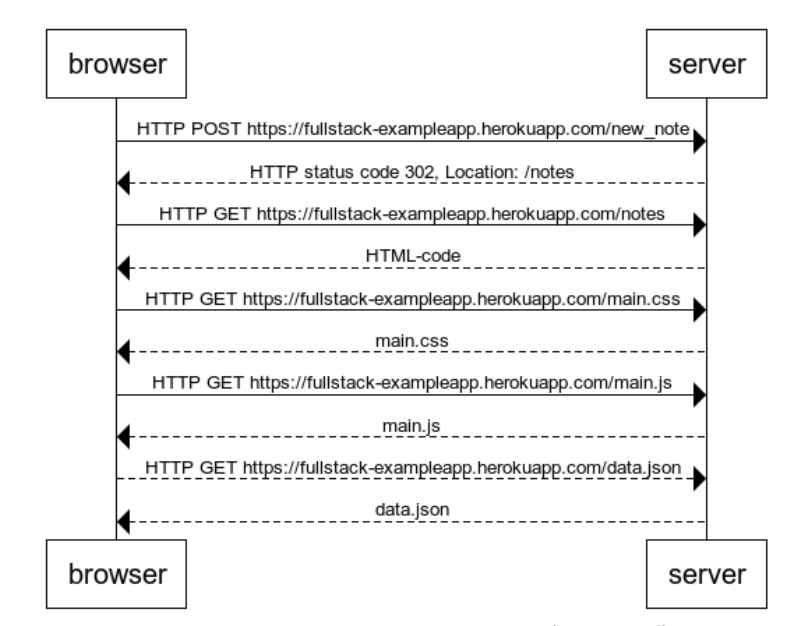 browser
server
HTTP POST https://fullstack-exampleapp.herokuapp.com/new_note
HTTP status code 302, Location: /notes
HTTP GET https://fullstack-exampleapp.herokuapp.com/notes
HTML-code
HTTP GET https://fullstack-exampleapp.herokuapp.com/main.css
main.css
HTTP GET https://fullstack-exampleapp.herokuapp.com/main.js
main.js
HTTP GET https://fullstack-exampleapp.herokuapp.com/data.json
data.json
browser
server